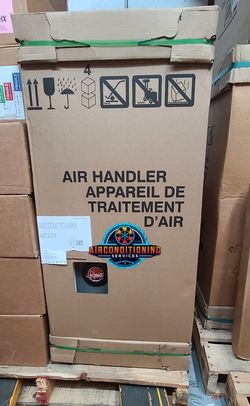 4
AIR HANDLER
APPAREIL DE
TRAITEMENT
D'AIR
AIRCONDITIONING
SERVICES